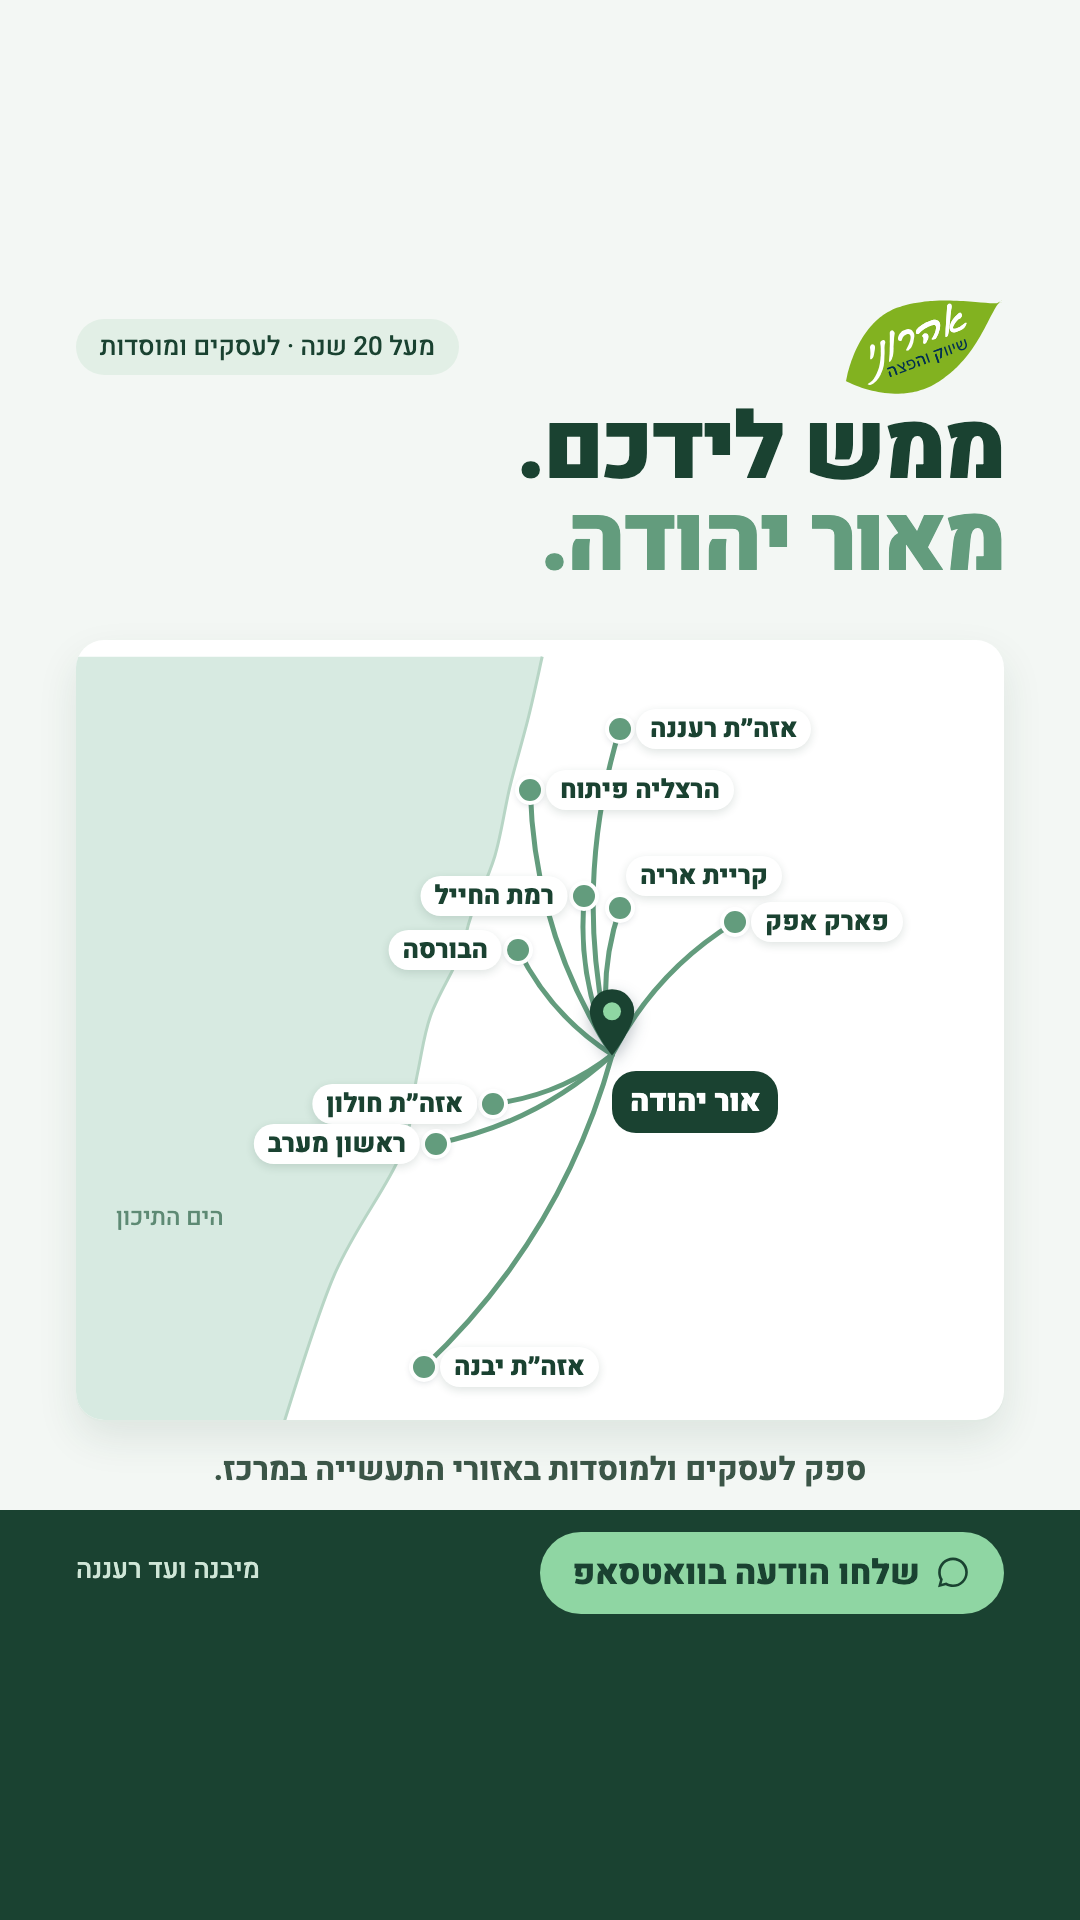 אהרוני
שיווק והפצה
מעל 20 שנה · לעסקים ומוסדות
ממש לידכם.
מאור יהודה.
אזה״ת רעננה
הרצליה פיתוח
קריית אריה
רמת החייל
פארק אפק
הבורסה
אור יהודה
אזה״ת חולון
ראשון מערב
הים התיכון
אזה״ת יבנה
ספק לעסקים ולמוסדות באזורי התעשייה במרכז.
שלחו הודעה בוואטסאפ
מיבנה ועד רעננה